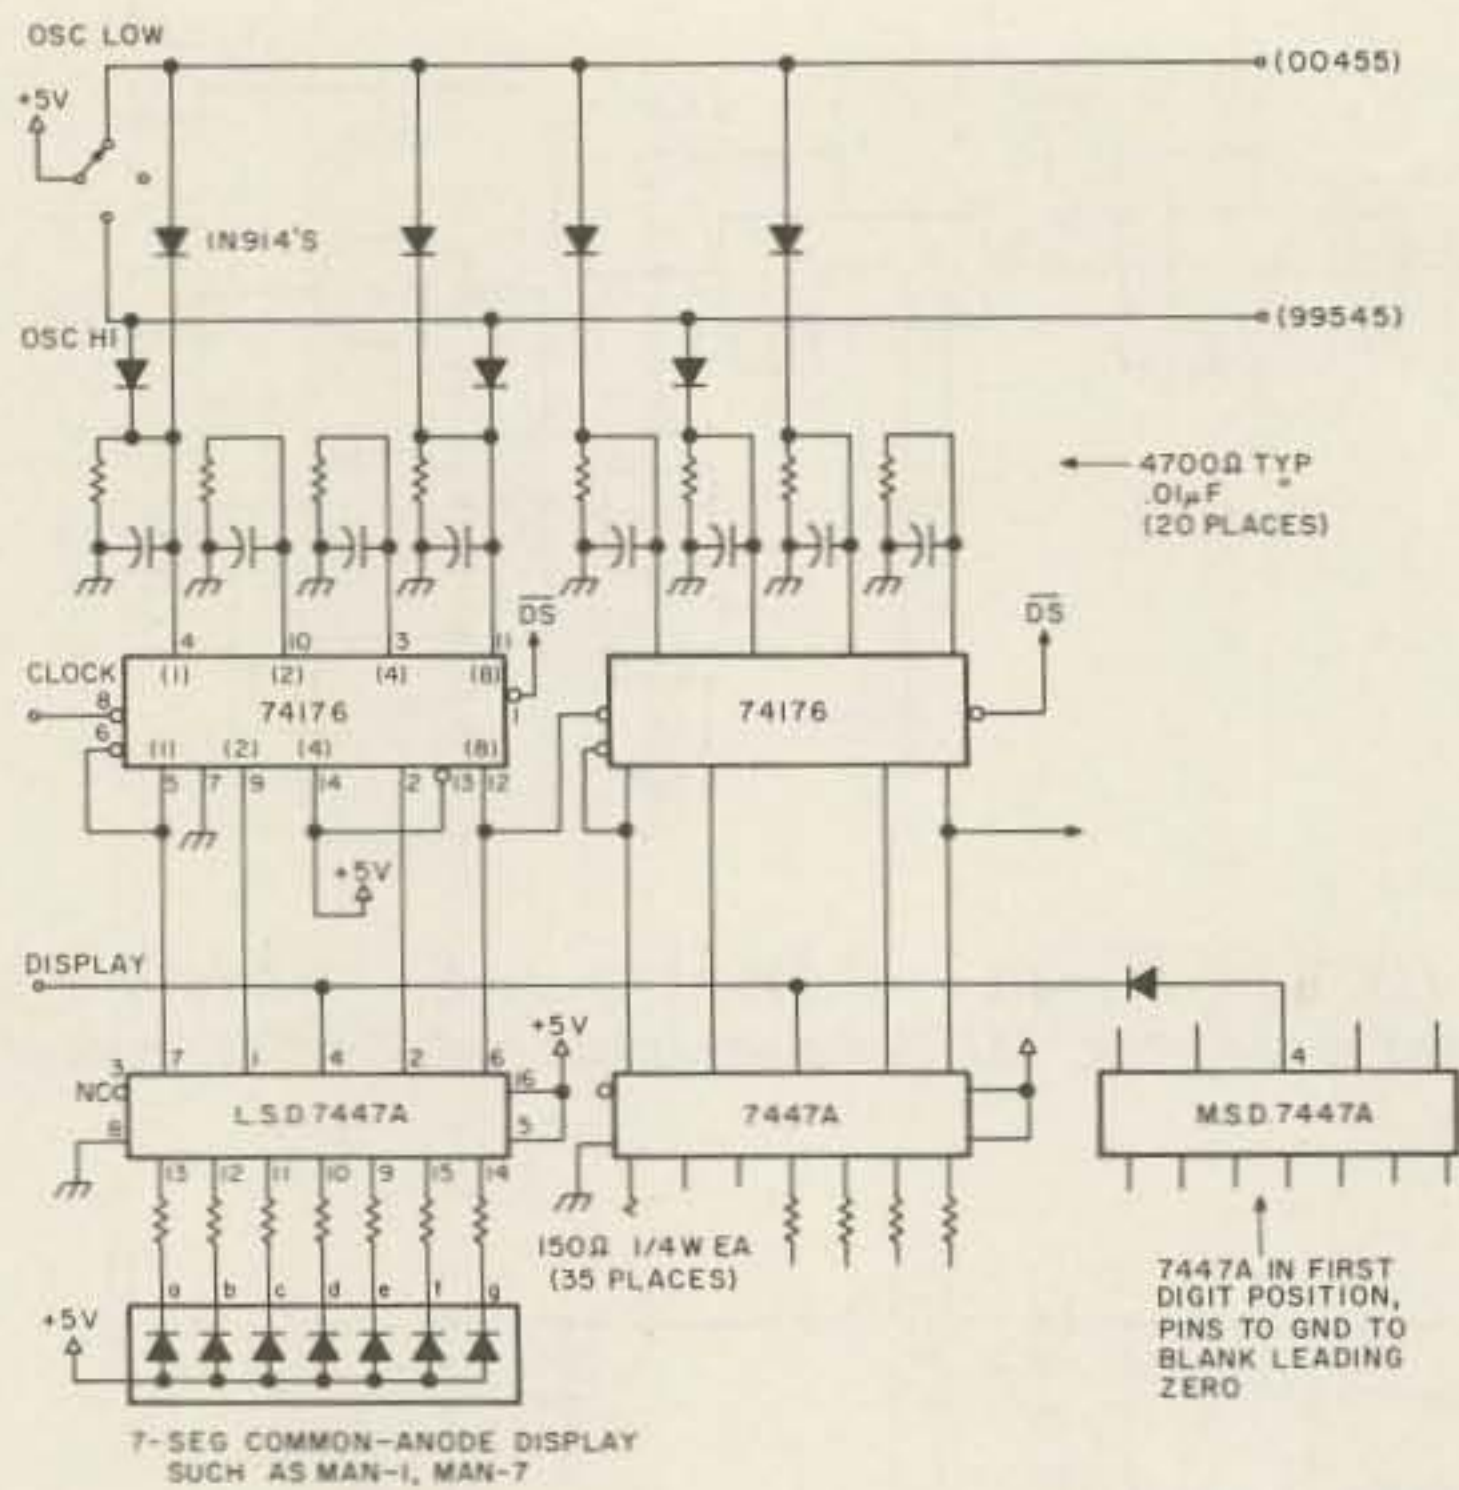 OSC LOW
(00455)
+5V
1N914'S
OSC HI
(99545)
4700Ω TYP
.01µF "
(20 PLACES)
DS
DS
4 10 3 11
CLOCK
(1) (2) (4) (8)
8
74176
1
74176
6
(1) (2) (4) (8)
5 7 9 14 2 13 12
+5V
DISPLAY
+5V
3 7 1 4 2 6
16
4
NC
L.S.D. 7447A
7447A
M.S.D. 7447A
8
5
13 12 11 10 9 15 14
150Ω 1/4W EA
(35 PLACES)
7447A IN FIRST
DIGIT POSITION,
PINS TO GND TO
BLANK LEADING
ZERO
a b c d e f g
+5V
7-SEG COMMON-ANODE DISPLAY
SUCH AS MAN-1, MAN-7